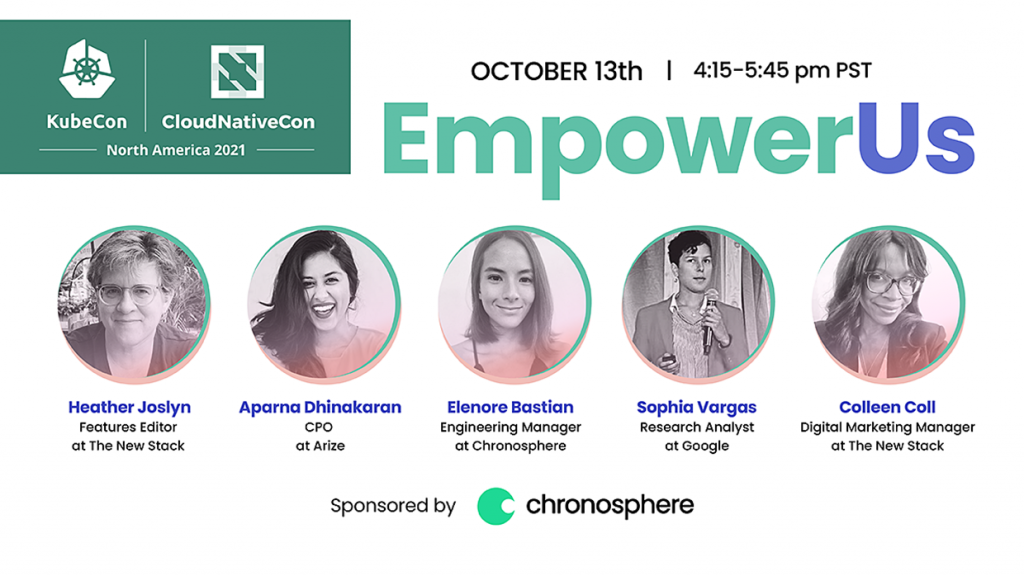 KubeCon
CloudNativeCon
North America 2021
OCTOBER 13th | 4:15-5:45 pm PST
EmpowerUs
Heather Joslyn
Features Editor
at The New Stack
Aparna Dhinakaran
CPO
at Arize
Elenore Bastian
Engineering Manager
at Chronosphere
Sophia Vargas
Research Analyst
at Google
Colleen Coll
Digital Marketing Manager
at The New Stack
Sponsored by chronosphere